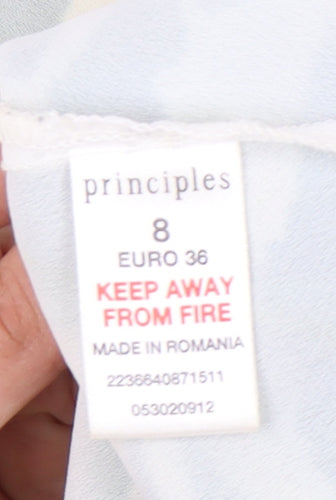 principles
8
EURO 36
KEEP AWAY
FROM FIRE
MADE IN ROMANIA
2236640871511
053020912